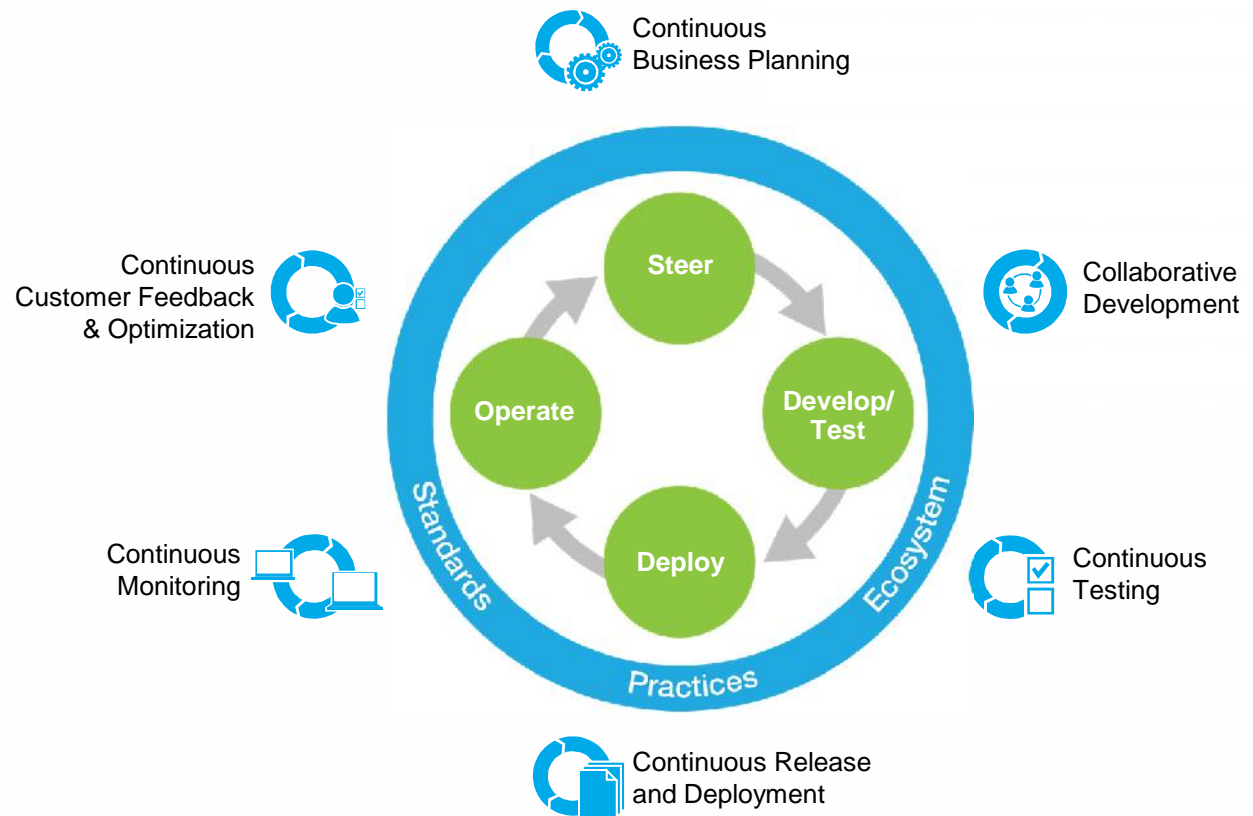 Continuous
Business Planning
Continuous
Customer Feedback
& Optimization
Steer
Collaborative
Development
Operate
Develop/
Test
Continuous
Monitoring
Deploy
Continuous
Testing
Standards
Practices
Ecosystem
Continuous Release
and Deployment